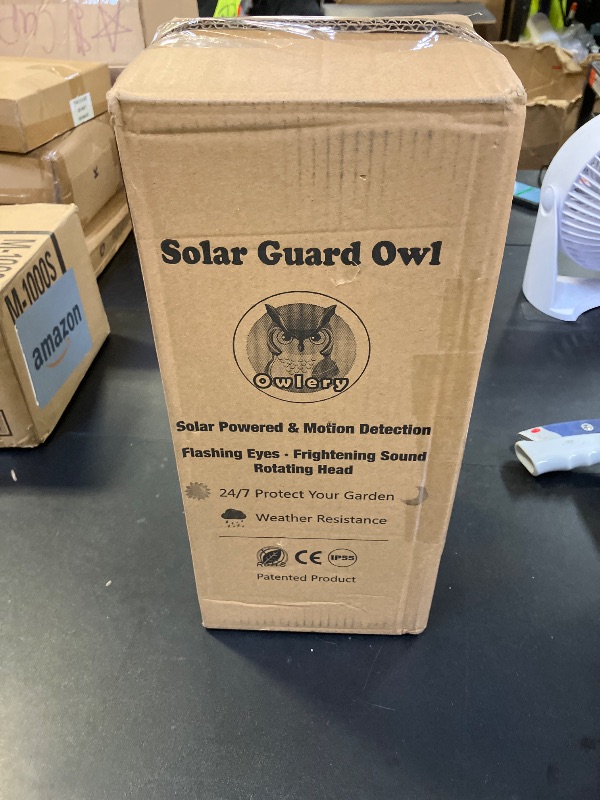 Solar Guard Owl
Owlery
Solar Powered & Motion Detection
Flashing Eyes - Frightening Sound
Rotating Head
24/7 Protect Your Garden
Weather Resistance
RoHS CE IP55
Patented Product
M-1000S
amazon